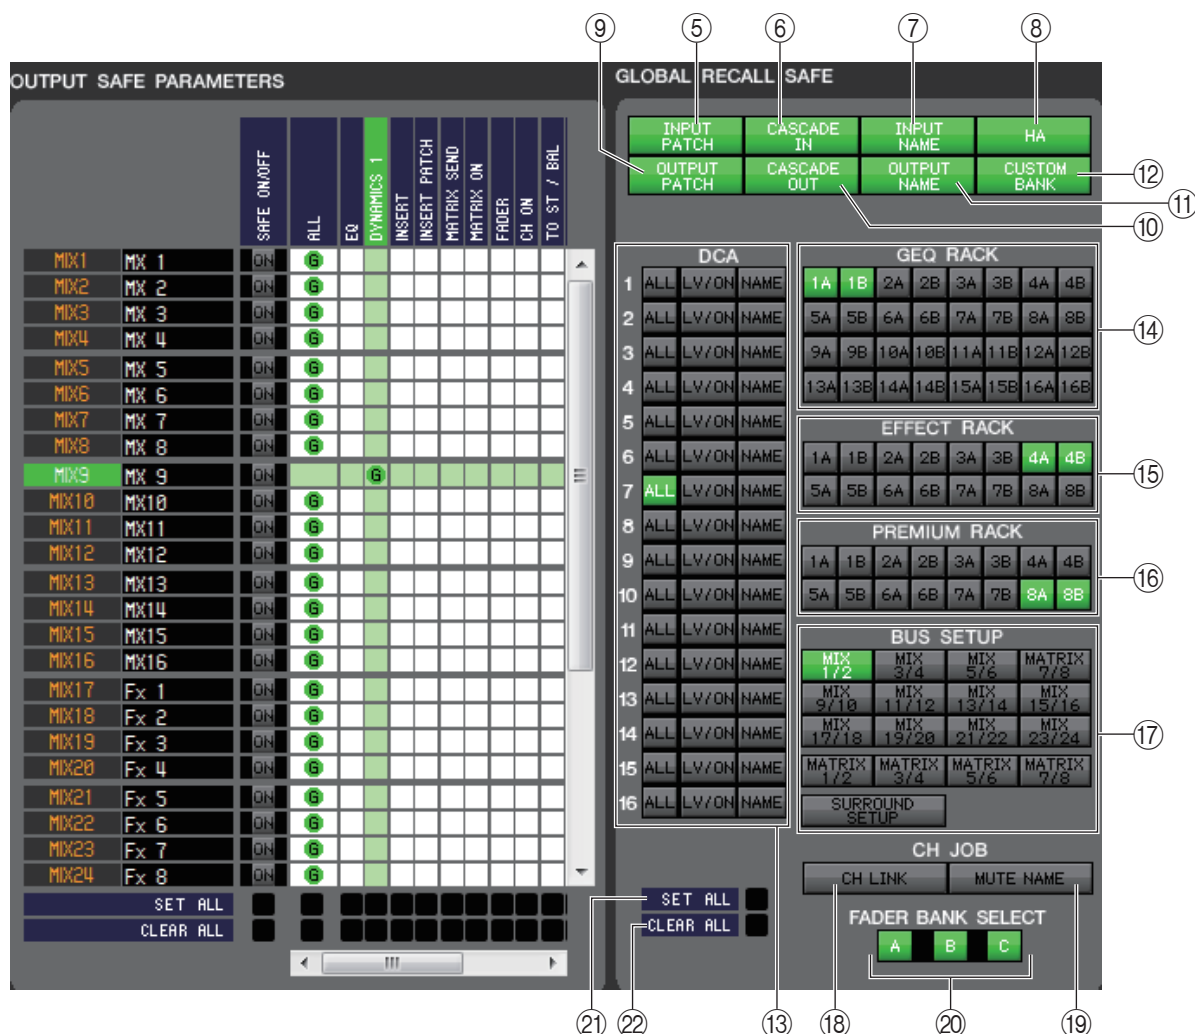 ⑨ ⑤ ⑥ ⑦ ⑧
OUTPUT SAFE PARAMETERS
SAFE ON/OFF
ALL
EQ
DYNAMICS 1
INSERT
INSERT PATCH
MATRIX SEND
MATRIX ON
FADER
CH ON
TO ST / BAL
MIX1 MX 1 ON G
MIX2 MX 2 ON G
MIX3 MX 3 ON G
MIX4 MX 4 ON G
MIX5 MX 5 ON G
MIX6 MX 6 ON G
MIX7 MX 7 ON G
MIX8 MX 8 ON G
MIX9 MX 9 ON G
MIX10 MX10 ON G
MIX11 MX11 ON G
MIX12 MX12 ON G
MIX13 MX13 ON G
MIX14 MX14 ON G
MIX15 MX15 ON G
MIX16 MX16 ON G
MIX17 Fx 1 ON G
MIX18 Fx 2 ON G
MIX19 Fx 3 ON G
MIX20 Fx 4 ON G
MIX21 Fx 5 ON G
MIX22 Fx 6 ON G
MIX23 Fx 7 ON G
MIX24 Fx 8 ON G
SET ALL
CLEAR ALL
GLOBAL RECALL SAFE
INPUT PATCH CASCADE IN INPUT NAME HA
OUTPUT PATCH CASCADE OUT OUTPUT NAME CUSTOM BANK
⑫
⑪
⑩
DCA
1 ALL LV/ON NAME
2 ALL LV/ON NAME
3 ALL LV/ON NAME
4 ALL LV/ON NAME
5 ALL LV/ON NAME
6 ALL LV/ON NAME
7 ALL LV/ON NAME
8 ALL LV/ON NAME
9 ALL LV/ON NAME
10 ALL LV/ON NAME
11 ALL LV/ON NAME
12 ALL LV/ON NAME
13 ALL LV/ON NAME
14 ALL LV/ON NAME
15 ALL LV/ON NAME
16 ALL LV/ON NAME
SET ALL
CLEAR ALL
GEQ RACK
1A 1B 2A 2B 3A 3B 4A 4B
5A 5B 6A 6B 7A 7B 8A 8B
9A 9B 10A 10B 11A 11B 12A 12B
13A 13B 14A 14B 15A 15B 16A 16B
⑭
EFFECT RACK
1A 1B 2A 2B 3A 3B 4A 4B
5A 5B 6A 6B 7A 7B 8A 8B
⑮
PREMIUM RACK
1A 1B 2A 2B 3A 3B 4A 4B
5A 5B 6A 6B 7A 7B 8A 8B
⑯
BUS SETUP
MIX 1/2 MIX 3/4 MIX 5/6 MATRIX 7/8
MIX 9/10 MIX 11/12 MIX 13/14 MIX 15/16
MIX 17/18 MIX 19/20 MIX 21/22 MIX 23/24
MATRIX 1/2 MATRIX 3/4 MATRIX 5/6 MATRIX 7/8
SURROUND SETUP
⑰
CH JOB
CH LINK MUTE NAME
FADER BANK SELECT
A B C
㉑ ㉒ ⑬ ⑱ ⑳ ⑲